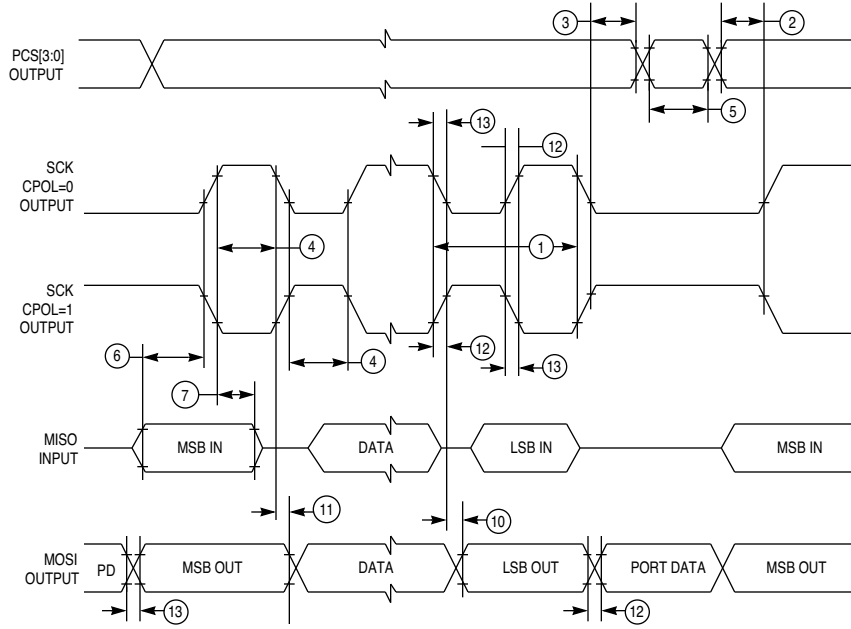 3
2
PCS[3:0]
OUTPUT
5
13
12
SCK
CPOL=0
OUTPUT
4
1
SCK
CPOL=1
OUTPUT
6
4
12
13
7
MISO
INPUT
MSB IN
DATA
LSB IN
MSB IN
11
10
MOSI
OUTPUT
PD
MSB OUT
DATA
LSB OUT
PORT DATA
MSB OUT
13
12